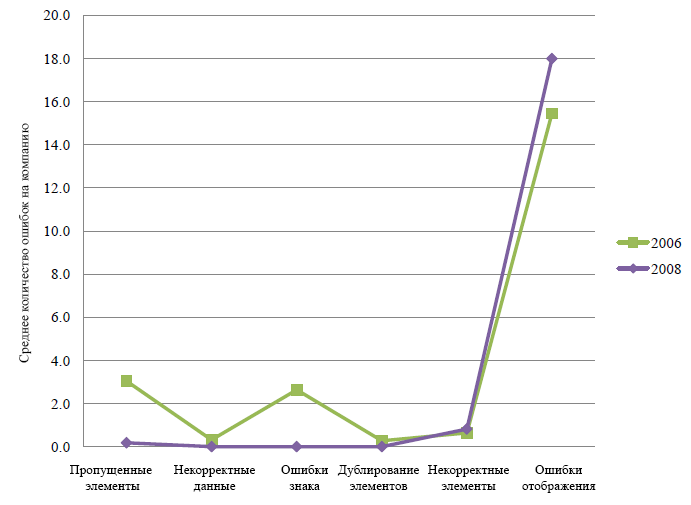 20.0
18.0
16.0
14.0
12.0
10.0
8.0
6.0
4.0
2.0
0.0
Среднее количество ошибок на компанию
Пропущенные
элементы
Некорректные
данные
Ошибки
знака
Дублирование
элементов
Некорректные
элементы
Ошибки
отображения
2006
2008